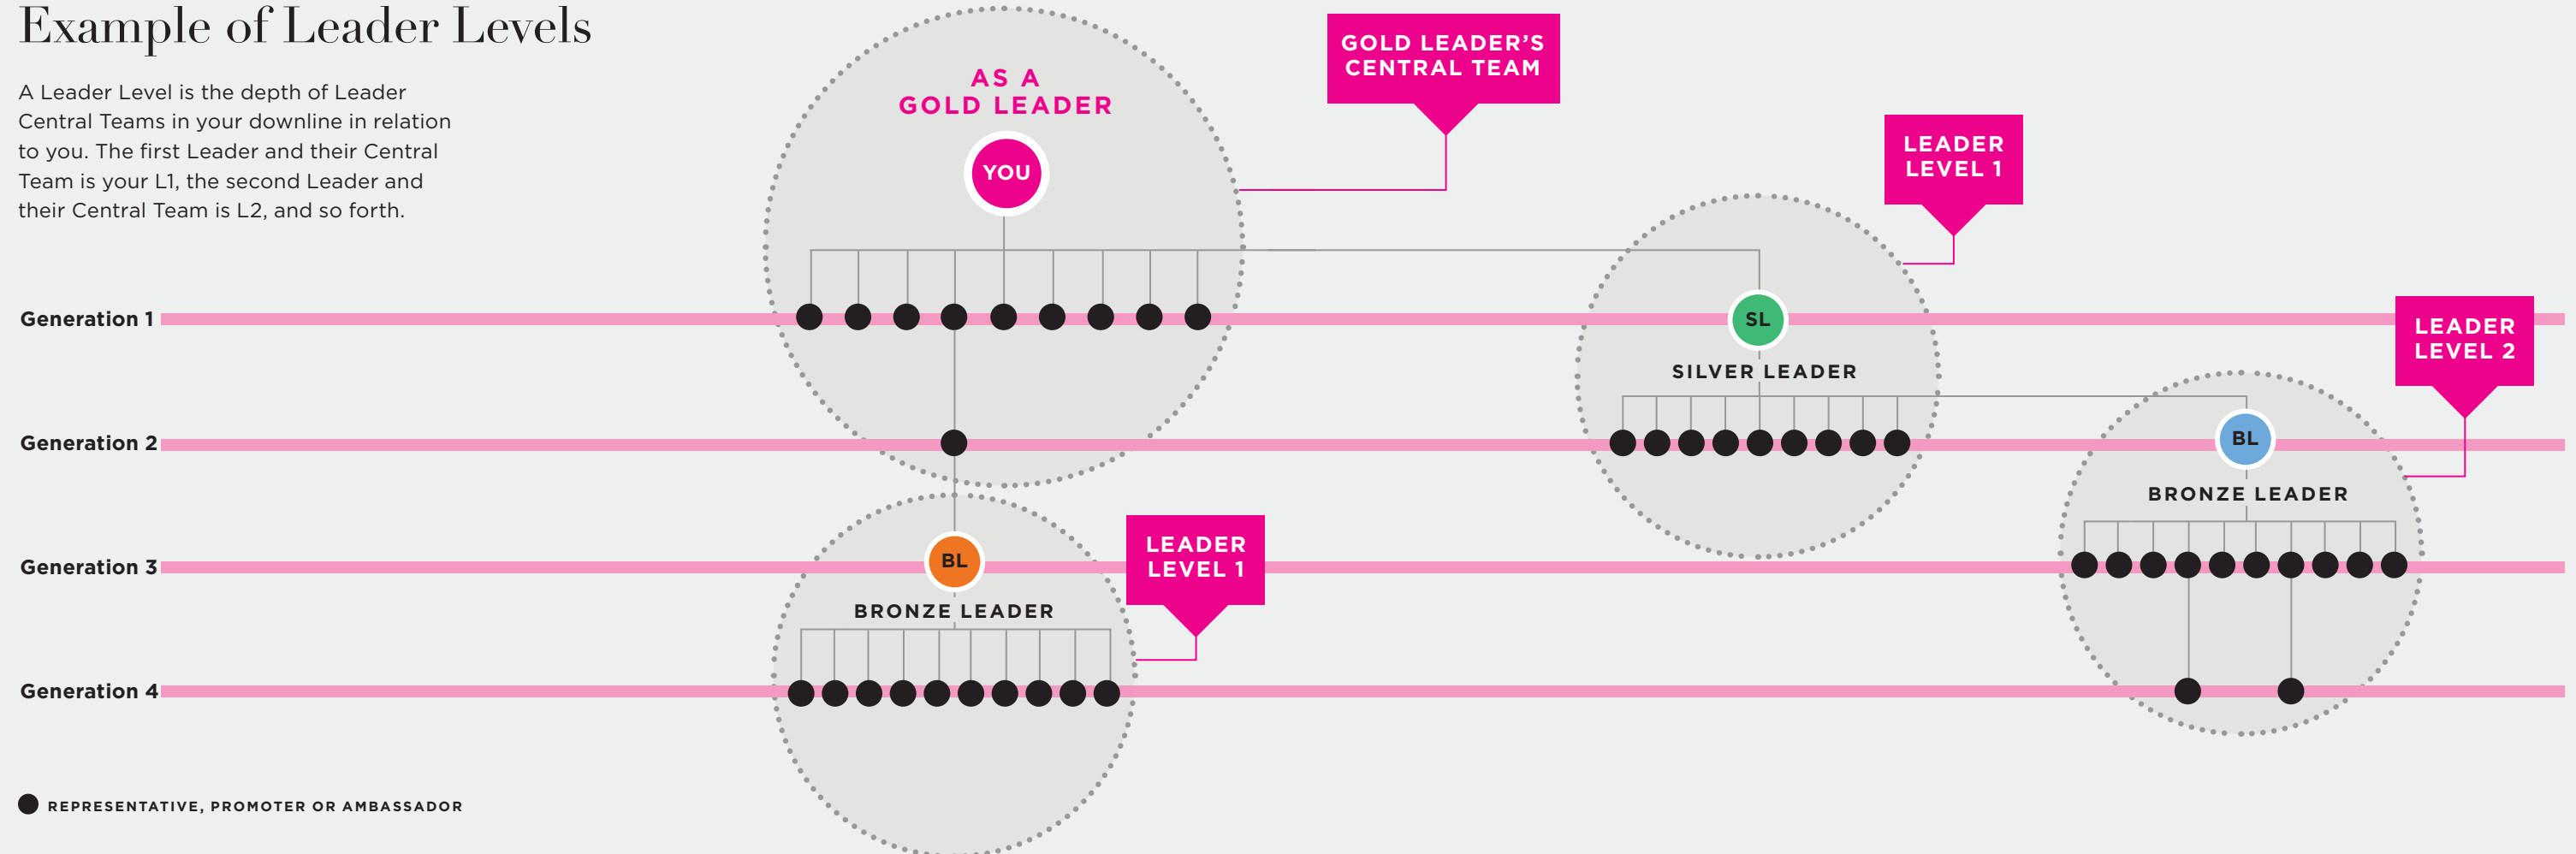 Example of Leader Levels
A Leader Level is the depth of Leader
Central Teams in your downline in relation
to you. The first Leader and their Central
Team is your L1, the second Leader and
their Central Team is L2, and so forth.
AS A
GOLD LEADER
YOU
GOLD LEADER’S
CENTRAL TEAM
LEADER
LEVEL 1
Generation 1
SL
SILVER LEADER
LEADER
LEVEL 2
Generation 2
BL
BRONZE LEADER
Generation 3
BL
BRONZE LEADER
LEADER
LEVEL 1
Generation 4
REPRESENTATIVE, PROMOTER OR AMBASSADOR